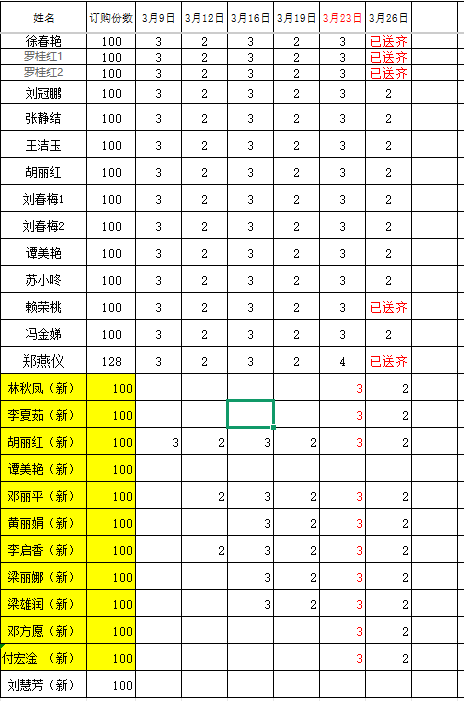 姓名 订购份数 3月9日 3月12日 3月16日 3月19日 3月23日 3月26日
徐春艳 100 3 2 3 2 3 已送齐
罗桂红1 100 3 2 3 2 3 已送齐
罗桂红2 100 3 2 3 2 3 已送齐
刘冠鹏 100 3 2 3 2 3 2
张静结 100 3 2 3 2 3 2
王洁玉 100 3 2 3 2 3 2
胡丽红 100 3 2 3 2 3 2
刘春梅1 100 3 2 3 2 3 2
刘春梅2 100 3 2 3 2 3 2
谭美艳 100 3 2 3 2 3 2
苏小咚 100 3 2 3 2 3 2
赖荣桃 100 3 2 3 2 3 已送齐
冯金娣 100 3 2 3 2 3 2
郑燕仪 128 3 2 3 2 4 已送齐
林秋凤（新） 100 3 2
李夏茹（新） 100 3 2
胡丽红（新） 100 3 2 3 2 3 2
谭美艳（新） 100
邓丽平（新） 100 2 3 2 3 2
黄丽娟（新） 100 3 2 3 2
李启香（新） 100 2 3 2 3 2
梁丽娜（新） 100 3 2 3 2
梁雄润（新） 100 3 2 3 2
邓方愿（新） 100 3 2
付宏淦 （新） 100 3 2
刘慧芳（新） 100